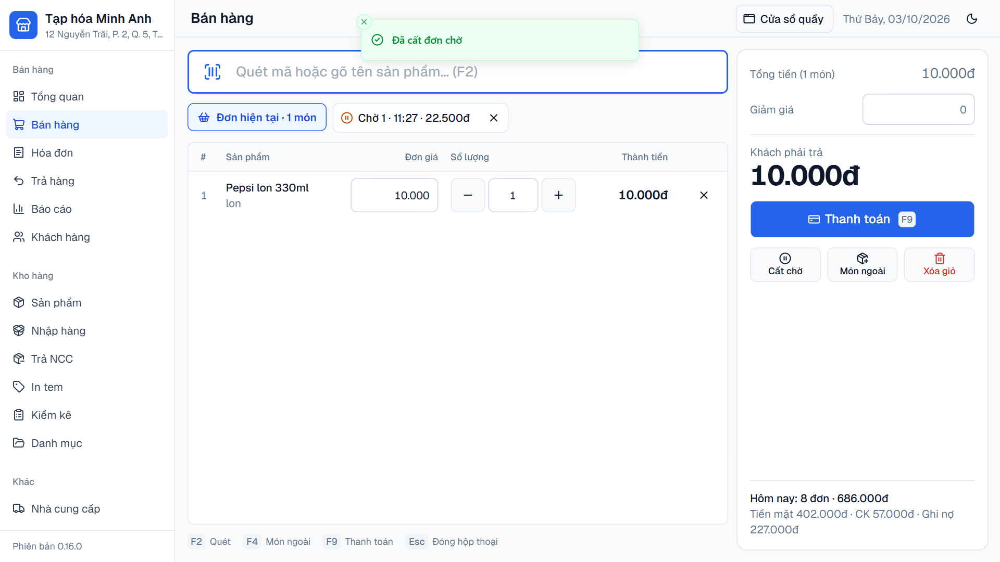 Tạp hóa Minh Anh
12 Nguyễn Trãi, P. 2, Q. 5, T...
Bán hàng
Tổng quan
Bán hàng
Hóa đơn
Trả hàng
Báo cáo
Khách hàng
Kho hàng
Sản phẩm
Nhập hàng
Trả NCC
In tem
Kiểm kê
Danh mục
Khác
Nhà cung cấp
Phiên bản 0.16.0
Bán hàng
Đã cất đơn chờ
Cửa sổ quầy
Thứ Bảy, 03/10/2026
Quét mã hoặc gõ tên sản phẩm... (F2)
Đơn hiện tại · 1 món
Chờ 1 · 11:27 · 22.500đ
# Sản phẩm Đơn giá Số lượng Thành tiền
1 Pepsi lon 330ml 10.000 1 10.000đ
lon
F2 Quét F4 Món ngoài F9 Thanh toán Esc Đóng hộp thoại
Tổng tiền (1 món) 10.000đ
Giảm giá 0
Khách phải trả
10.000đ
Thanh toán F9
Cất chờ
Món ngoài
Xóa giỏ
Hôm nay: 8 đơn · 686.000đ
Tiền mặt 402.000đ · CK 57.000đ · Ghi nợ
227.000đ